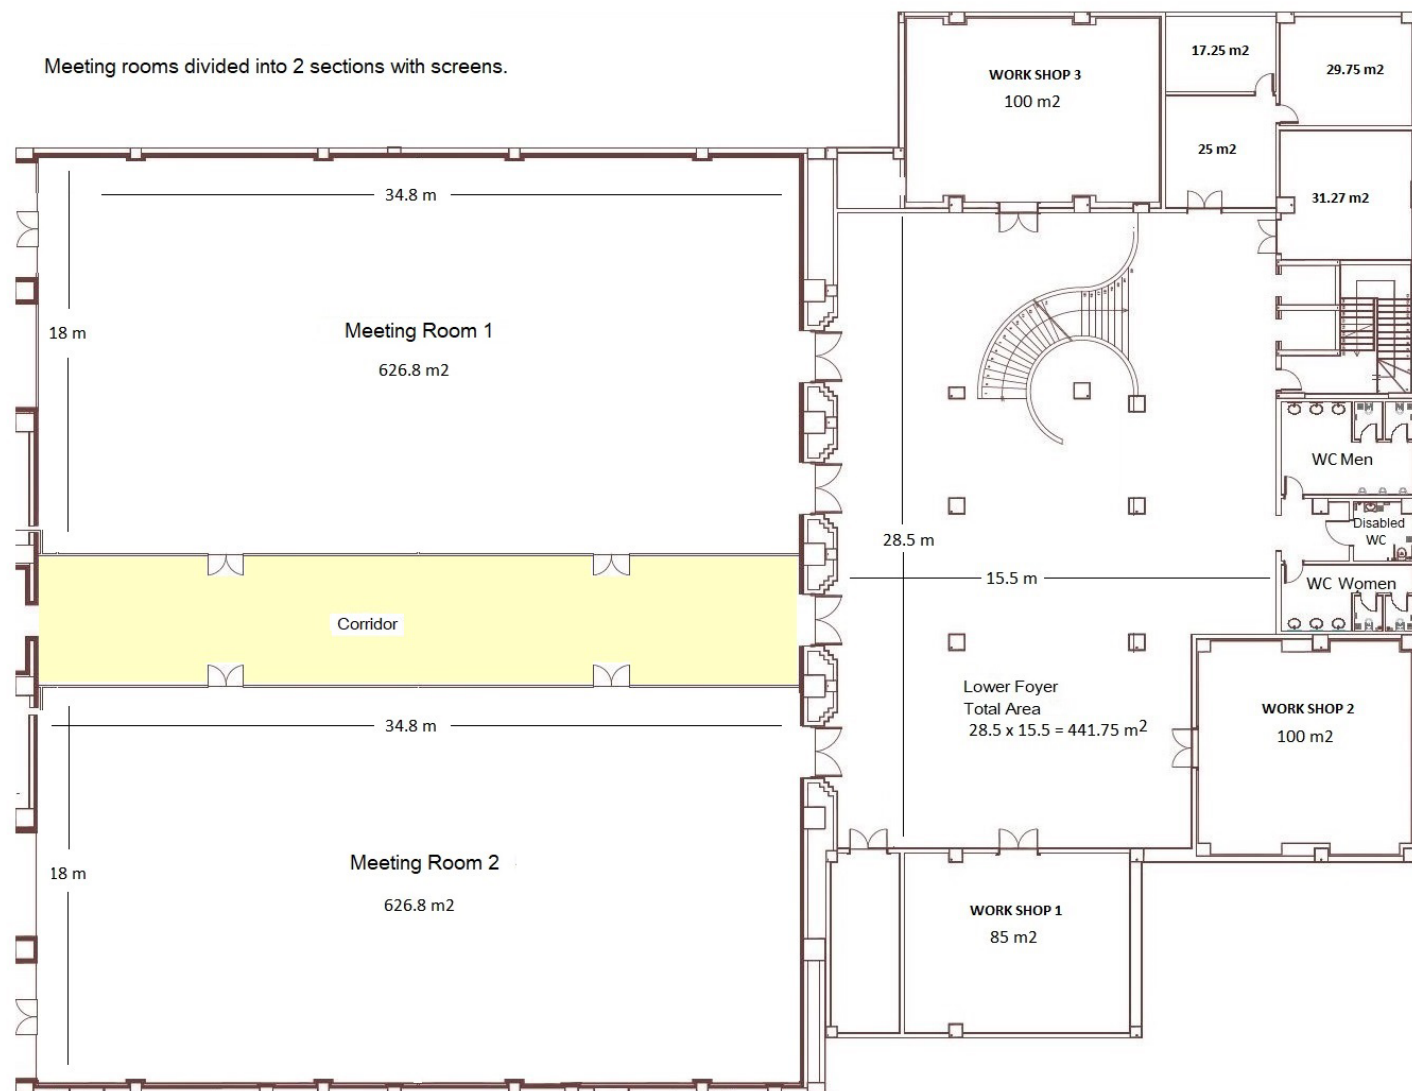 Meeting rooms divided into 2 sections with screens.
WORK SHOP 3
100 m2
17.25 m2
29.75 m2
25 m2
31.27 m2
34.8 m
18 m
Meeting Room 1
626.8 m2
WC Men
Disabled
WC
WC Women
28.5 m
15.5 m
Corridor
Lower Foyer
Total Area
28.5 x 15.5 = 441.75 m²
WORK SHOP 2
100 m2
34.8 m
18 m
Meeting Room 2
626.8 m2
WORK SHOP 1
85 m2